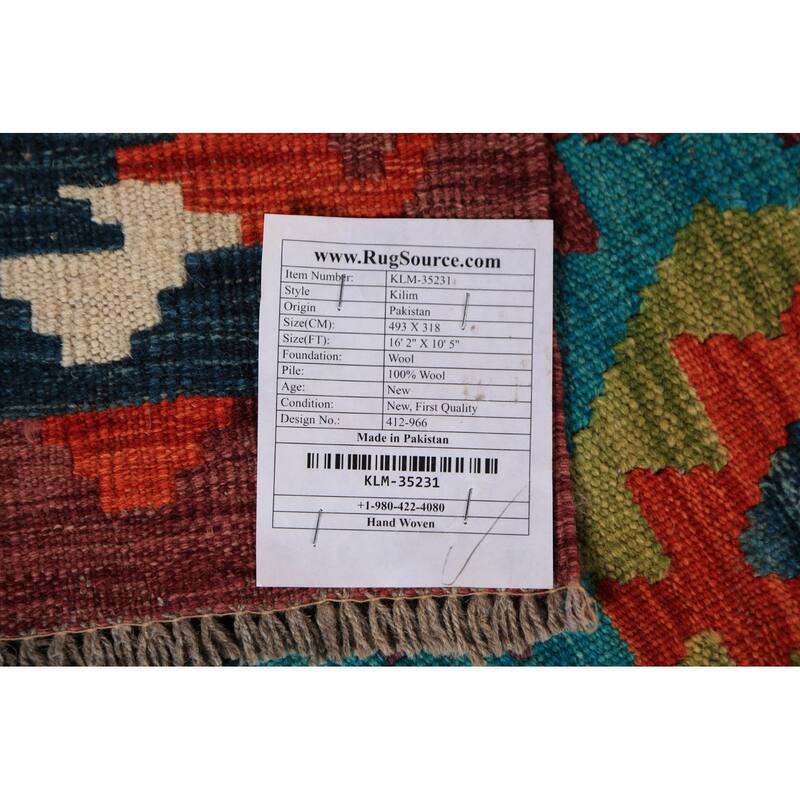 www.RugSource.com
Item Number: KLM-35231
Style Kilim
Origin Pakistan
Size(CM): 493 X 318
Size(FT): 16' 2" X 10' 5"
Foundation: Wool
Pile: 100% Wool
Age: New
Condition: New, First Quality
Design No.: 412-966
Made in Pakistan
KLM-35231
+1-980-422-4080
Hand Woven